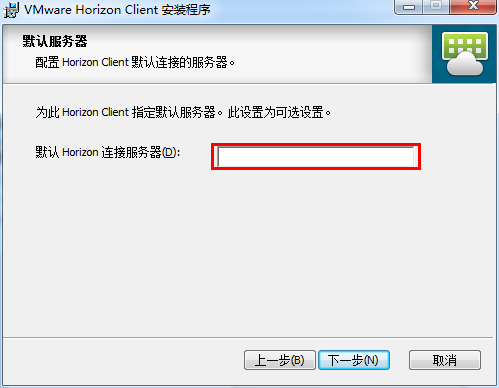 VMware Horizon Client 安装程序
默认服务器
配置 Horizon Client 默认连接的服务器。
为此 Horizon Client 指定默认服务器。此设置为可选设置。
默认 Horizon 连接服务器(D):
上一步(B) 下一步(N) 取消